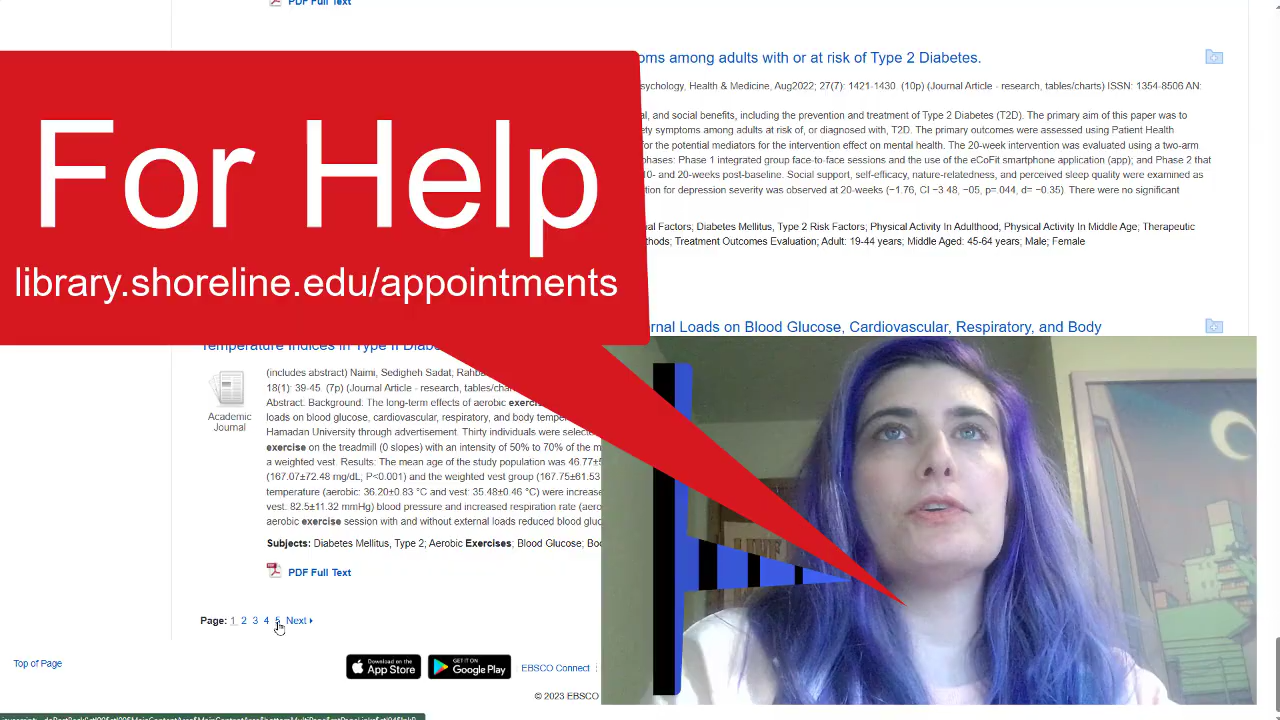 PDF Full Text
oms among adults with or at risk of Type 2 Diabetes.
sychology, Health & Medicine, Aug2022; 27(7): 1421-1430 (10p) (Journal Article - research, tables/charts) ISSN: 1354-8506 AN:
al, and social benefits, including the prevention and treatment of Type 2 Diabetes (T2D). The primary aim of this paper was to
ety symptoms among adults at risk of, or diagnosed with, T2D. The primary outcomes were assessed using Patient Health
for the potential mediators for the intervention effect on mental health. The 20-week intervention was evaluated using a two-arm
phases: Phase 1 integrated group face-to-face sessions and the use of the eCoFit smartphone application (app); and Phase 2 that
10- and 20-weeks post-baseline. Social support, self-efficacy, nature-relatedness, and perceived sleep quality were examined as
tion for depression severity was observed at 20-weeks (−1.76, CI −3.48, −05, p=.044, d= −0.35). There were no significant
ial Factors; Diabetes Mellitus, Type 2 Risk Factors; Physical Activity In Adulthood; Physical Activity In Middle Age; Therapeutic
thods; Treatment Outcomes Evaluation; Adult: 19-44 years; Middle Aged: 45-64 years; Male; Female
For Help
library.shoreline.edu/appointments
rnal Loads on Blood Glucose, Cardiovascular, Respiratory, and Body
Temperature Indices in Type II Diabe
(includes abstract) Naimi, Sedigheh Sadat, Rahba
18(1): 39-45. (7p) (Journal Article - research, tables/char
Abstract: Background: The long-term effects of aerobic exerci
loads on blood glucose, cardiovascular, respiratory, and body tempe
Hamadan University through advertisement. Thirty individuals were selecte
exercise on the treadmill (0 slopes) with an intensity of 50% to 70% of the m
a weighted vest. Results: The mean age of the study population was 46.77±5
(167.07±72.48 mg/dL, P<0.001) and the weighted vest group (167.75±61.53
temperature (aerobic: 36.20±0.83 °C and vest: 35.48±0.46 °C) were increase
vest. 82.5±11.32 mmHg) blood pressure and increased respiration rate (aero
aerobic exercise session with and without external loads reduced blood gluc
Academic
Journal
Subjects: Diabetes Mellitus, Type 2; Aerobic Exercises; Blood Glucose; Bod
PDF Full Text
Page: 1 2 3 4 5 Next
Top of Page
Download on the
App Store
GET IT ON
Google Play
EBSCO Connect
© 2023 EBSCO